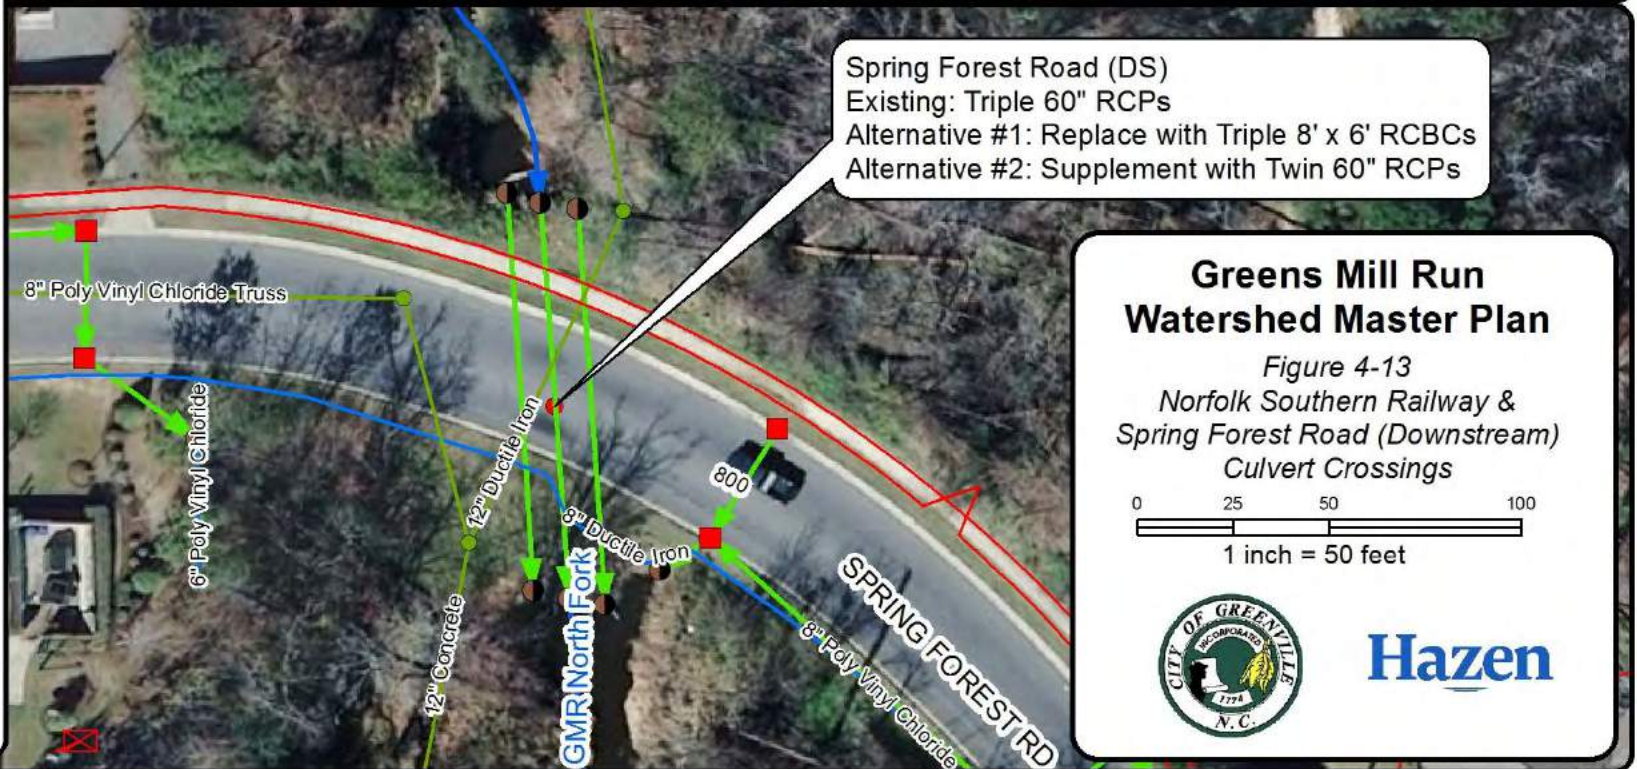 Spring Forest Road (DS)
Existing: Triple 60" RCPs
Alternative #1: Replace with Triple 8' x 6' RCBCs
Alternative #2: Supplement with Twin 60" RCPs
8" Poly Vinyl Chloride Truss
6" Poly Vinyl Chloride
12" Ductile Iron
8" Ductile Iron
12" Concrete
GMR North Fork
800
8" Poly Vinyl Chloride
SPRING FOREST RD
Greens Mill Run
Watershed Master Plan
Figure 4-13
Norfolk Southern Railway &
Spring Forest Road (Downstream)
Culvert Crossings
0 25 50 100
1 inch = 50 feet
CITY OF GREENVILLE
INCORPORATED
1774
N.C.
Hazen